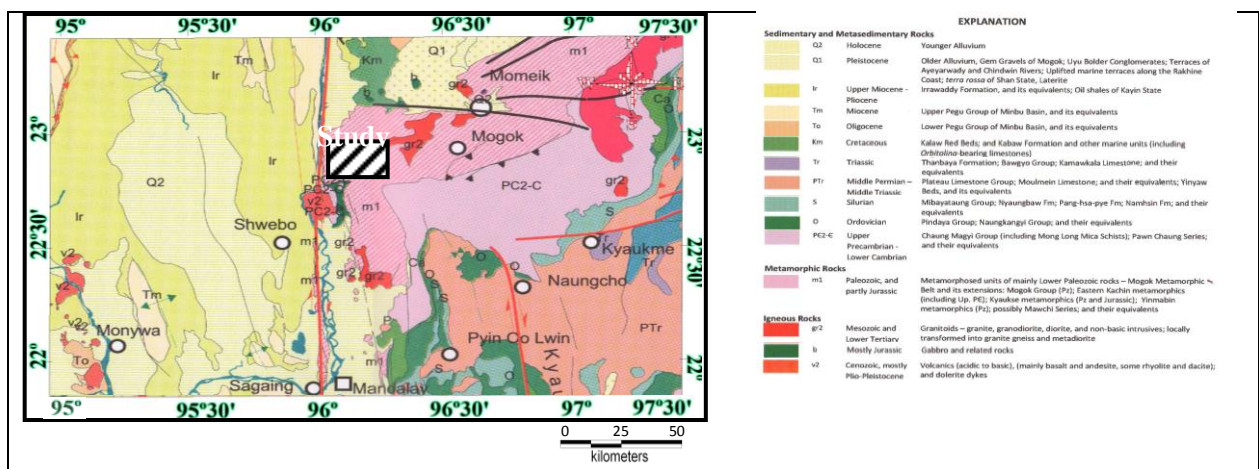 95º 95º30' 96º 96º30' 97º 97º30'
Ir
Tm
Km
Q1
m1
b
gr2
Momeik
Ca
O
Ir
Q2
23º
Study
gr2
Mogok
23º
Ir
PC2-C
Q2
PC2
v2
PC2-
m1
gr2
S
Ir
Shwebo
22º30'
m1
gr2
Tr
Kyaukme
Tr
v2
gr2
gr2
Ca
O
O
22º30'
m1
Naungcho
Tm
S
S
v22
Monywa
P
PTr
To
22º
m1
Pyin Co Lwin
S
O
22º
Sagaing
Mandalay
S
O
Kyau
95º 95º30' 96º 96º30' 97º 97º30'
0 25 50
kilometers
EXPLANATION
Sedimentary and Metasedimentary Rocks
Q2 Holocene Younger Alluvium
Q1 Pleistocene Older Alluvium, Gem Gravels of Mogok; Uyu Bolder Conglomerates; Terraces of
Ayeyarwady and Chindwin Rivers; Uplifted marine terraces along the Rakhine
Coast; terra rossa of Shan State, Laterite
Ir Upper Miocene - Irrawaddy Formation, and its equivalents; Oil shales of Kayin State
Pliocene
Tm Miocene Upper Pegu Group of Minbu Basin, and its equivalents
To Oligocene Lower Pegu Group of Minbu Basin, and its equivalents
Km Cretaceous Kalaw Red Beds; and Kabaw Formation and other marine units (including
Orbitolina-bearing limestones)
Tr Triassic Thanbaya Formation; Bawgyo Group; Kamawkala Limestone; and their
equivalents
PTr Middle Permian – Plateau Limestone Group; Moulmein Limestone; and their equivalents; Yinyaw
Middle Triassic Beds, and its equivalents
S Silurian Mibayataung Group; Nyaungbaw Fm; Pang-hsa-pye Fm; Namhsin Fm; and their
equivalents
O Ordovician Pindaya Group; Naungkangyi Group; and their equivalents
PC2-C Upper Chaung Magyi Group (including Mong Long Mica Schists); Pawn Chaung Series;
Precambrian - and their equivalents
Lower Cambrian
Metamorphic Rocks
m1 Paleozoic, and Metamorphosed units of mainly Lower Paleozoic rocks – Mogok Metamorphic
partly Jurassic Belt and its extensions: Mogok Group (Pz); Eastern Kachin metamorphics
(including Up. PE); Kyaukse metamorphics (Pz and Jurassic); Yinmabin
metamorphics (Pz); possibly Mawchi Series; and their equivalents
Igneous Rocks
gr2 Mesozoic and Granitoids – granite, granodiorite, diorite, and non-basic intrusives; locally
Lower Tertiary transformed into granite gneiss and metadiorite
b Mostly Jurassic Gabbro and related rocks
v2 Cenozoic, mostly Volcanics (acidic to basic), (mainly basalt and andesite, some rhyolite and dacite);
Plio-Pleistocene and dolerite dykes